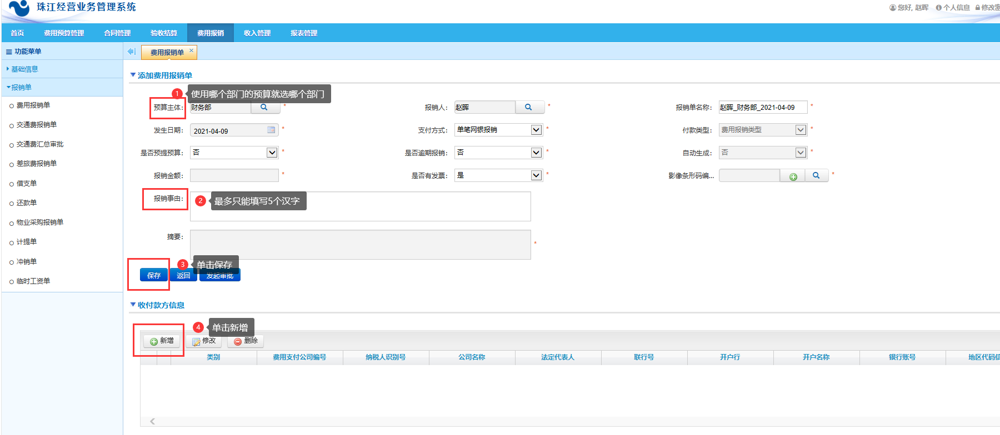 珠江经营业务管理系统
您好, 赵晖 个人信息 修改密
首页 费用预算管理 合同管理 验收结算 费用报销 收入管理 报表管理
功能菜单
基础信息
报销单
费用报销单
交通费报销单
交通费汇总审批
差旅费报销单
借支单
还款单
物业采购报销单
计提单
冲销单
临时工资单
费用报销单 ×
添加费用报销单
1 使用哪个部门的预算就选哪个部门
预算主体: 财务部 * 报销人: 赵晖 * 报销单名称: 赵晖_财务部_2021-04-09 *
发生日期: 2021-04-09 * 支付方式: 单笔网银报销 * 付款类型: 费用报销类型 *
是否预提预算: 否 * 是否逾期报销: 否 * 自动生成: 否 *
报销金额: * 是否有发票: 是 * 影像条形码编... *
报销事由: 2 最多只能填写5个汉字
摘要: *
3 单击保存
保存 返回 发起审批
收付款方信息
4 单击新增
新增 修改 删除
类别 费用支付公司编号 纳税人识别号 公司名称 法定代表人 联行号 开户行 开户名称 银行账号 地区代码信